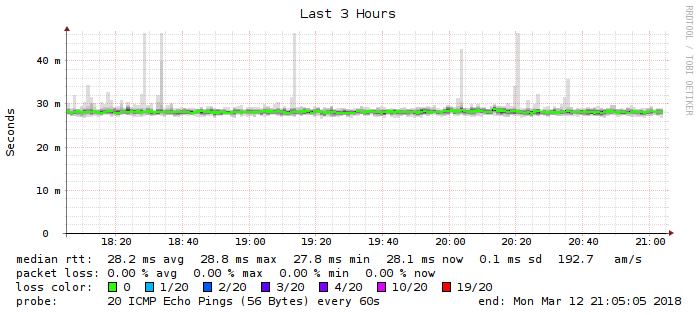 Last 3 Hours
RRDTOOL / TOBI OETIKER
Seconds
40 m
30 m
20 m
10 m
0
18:20 18:40 19:00 19:20 19:40 20:00 20:20 20:40 21:00
median rtt: 28.2 ms avg 28.8 ms max 27.8 ms min 28.1 ms now 0.1 ms sd 192.7 am/s
packet loss: 0.00 % avg 0.00 % max 0.00 % min 0.00 % now
loss color: 0 1/20 2/20 3/20 4/20 10/20 19/20
probe: 20 ICMP Echo Pings (56 Bytes) every 60s end: Mon Mar 12 21:05:05 2018